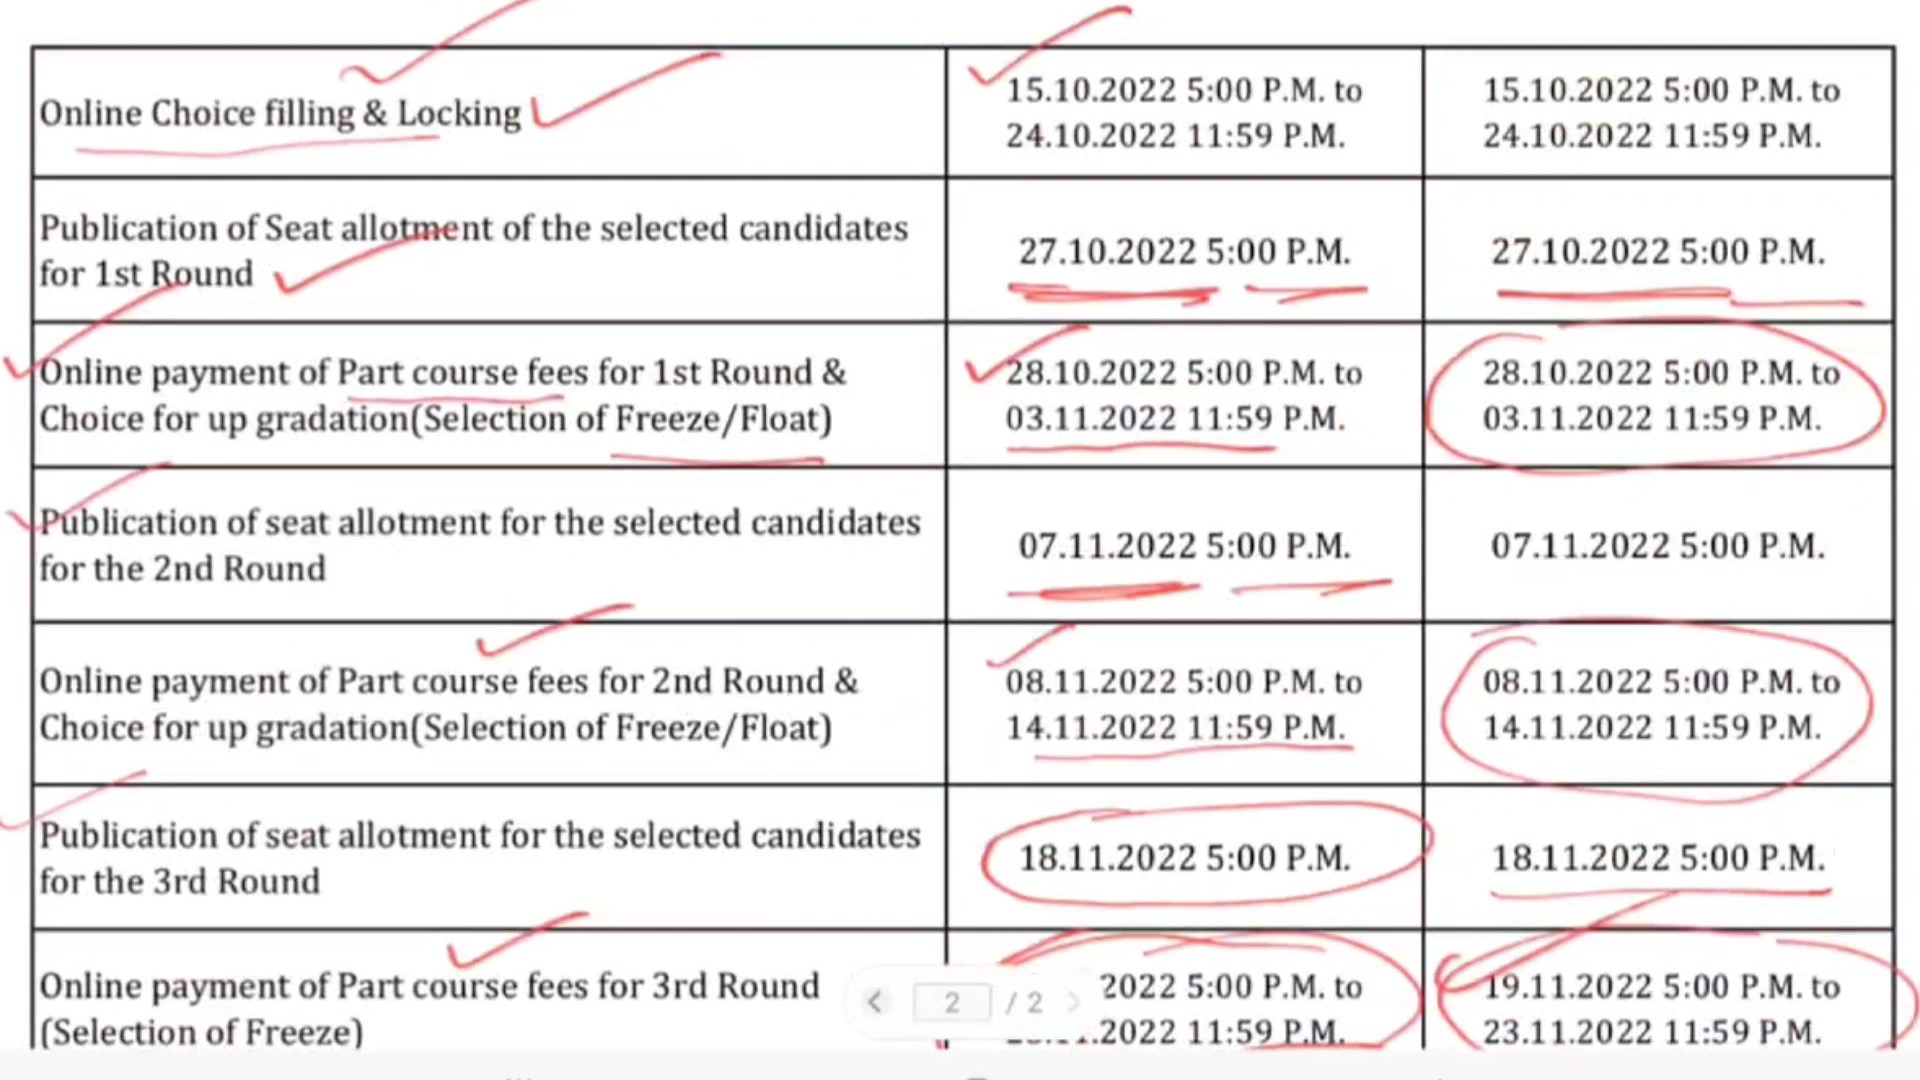 Online Choice filling & Locking
15.10.2022 5:00 P.M. to
24.10.2022 11:59 P.M.
15.10.2022 5:00 P.M. to
24.10.2022 11:59 P.M.
Publication of Seat allotment of the selected candidates
for 1st Round
27.10.2022 5:00 P.M.
27.10.2022 5:00 P.M.
Online payment of Part course fees for 1st Round &
Choice for up gradation(Selection of Freeze/Float)
28.10.2022 5:00 P.M. to
03.11.2022 11:59 P.M.
28.10.2022 5:00 P.M. to
03.11.2022 11:59 P.M.
Publication of seat allotment for the selected candidates
for the 2nd Round
07.11.2022 5:00 P.M.
07.11.2022 5:00 P.M.
Online payment of Part course fees for 2nd Round &
Choice for up gradation(Selection of Freeze/Float)
08.11.2022 5:00 P.M. to
14.11.2022 11:59 P.M.
08.11.2022 5:00 P.M. to
14.11.2022 11:59 P.M.
Publication of seat allotment for the selected candidates
for the 3rd Round
18.11.2022 5:00 P.M.
18.11.2022 5:00 P.M.
Online payment of Part course fees for 3rd Round
(Selection of Freeze)
2022 5:00 P.M. to
.2022 11:59 P.M.
19.11.2022 5:00 P.M. to
23.11.2022 11:59 P.M.
2 / 2